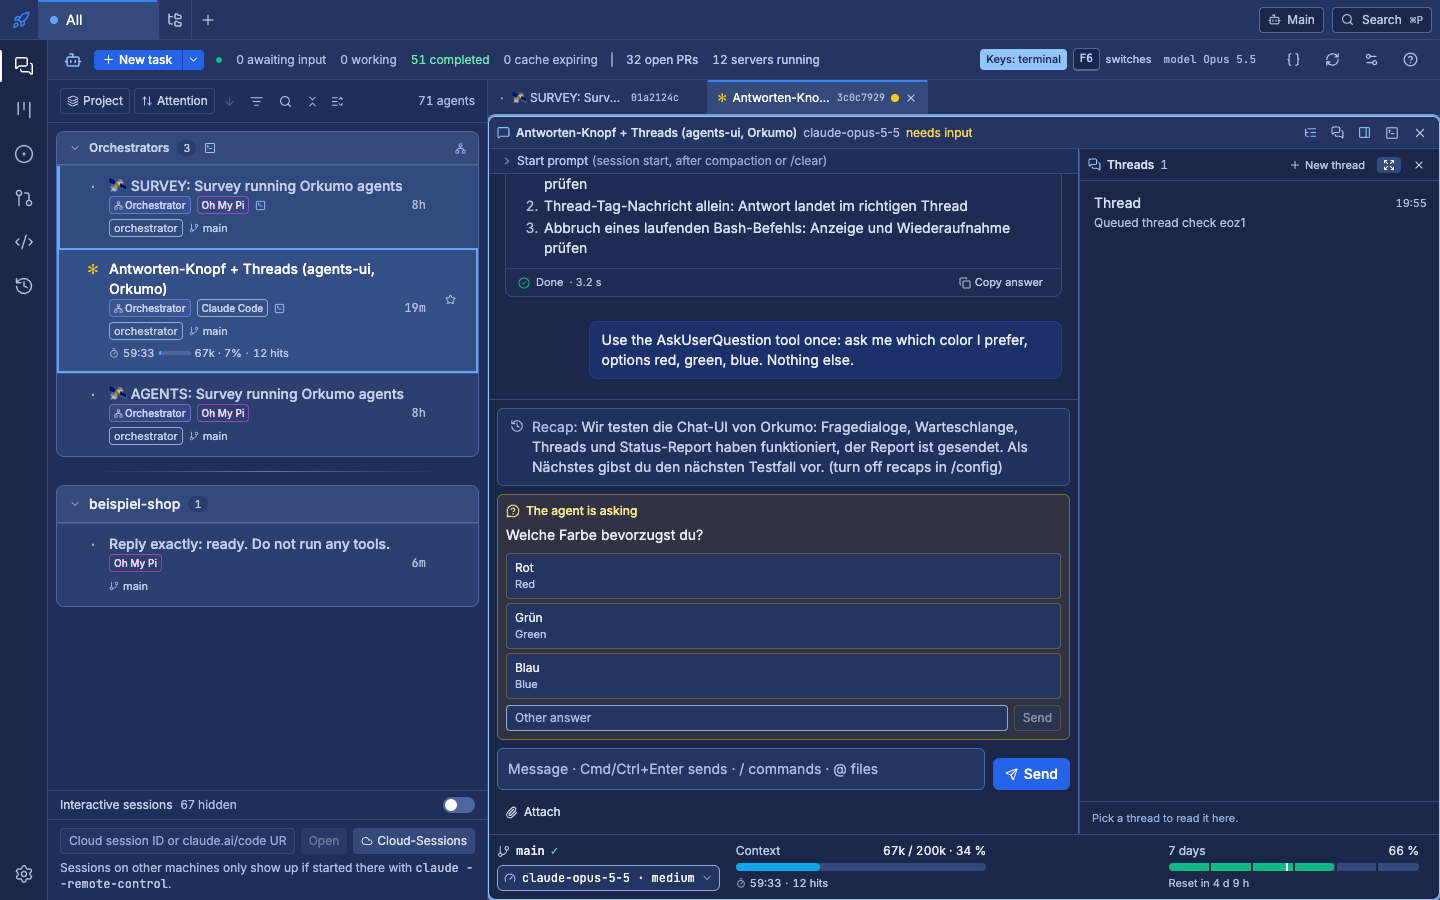 All
Main
Search ⌘P
New task
0 awaiting input
0 working
51 completed
0 cache expiring
32 open PRs
12 servers running
Keys: terminal
F6
switches
model Opus 5.5
Project
Attention
71 agents
Orchestrators 3
SURVEY: Survey running Orkumo agents
Orchestrator
Oh My Pi
8h
orchestrator
main
Antworten-Knopf + Threads (agents-ui,
Orkumo)
Orchestrator
Claude Code
19m
orchestrator
main
59:33
67k · 7% · 12 hits
AGENTS: Survey running Orkumo agents
Orchestrator
Oh My Pi
8h
orchestrator
main
beispiel-shop 1
Reply exactly: ready. Do not run any tools.
Oh My Pi
6m
main
Interactive sessions 67 hidden
Cloud session ID or claude.ai/code UR
Open
Cloud-Sessions
Sessions on other machines only show up if started there with claude -
-remote-control.
SURVEY: Surv... 01a2124c
Antworten-Kno... 3c0c7929
Antworten-Knopf + Threads (agents-ui, Orkumo) claude-opus-5-5 needs input
Start prompt (session start, after compaction or /clear)
prüfen
2. Thread-Tag-Nachricht allein: Antwort landet im richtigen Thread
3. Abbruch eines laufenden Bash-Befehls: Anzeige und Wiederaufnahme
prüfen
Done · 3.2 s
Copy answer
Use the AskUserQuestion tool once: ask me which color I prefer,
options red, green, blue. Nothing else.
Recap: Wir testen die Chat-UI von Orkumo: Fragedialoge, Warteschlange,
Threads und Status-Report haben funktioniert, der Report ist gesendet. Als
Nächstes gibst du den nächsten Testfall vor. (turn off recaps in /config)
The agent is asking
Welche Farbe bevorzugst du?
Rot
Red
Grün
Green
Blau
Blue
Other answer
Send
Message · Cmd/Ctrl+Enter sends · / commands · @ files
Send
Attach
Threads 1
New thread
Thread
19:55
Queued thread check eoz1
Pick a thread to read it here.
main ✓
claude-opus-5-5 · medium
Context
67k / 200k · 34 %
59:33 · 12 hits
7 days
66 %
Reset in 4 d 9 h